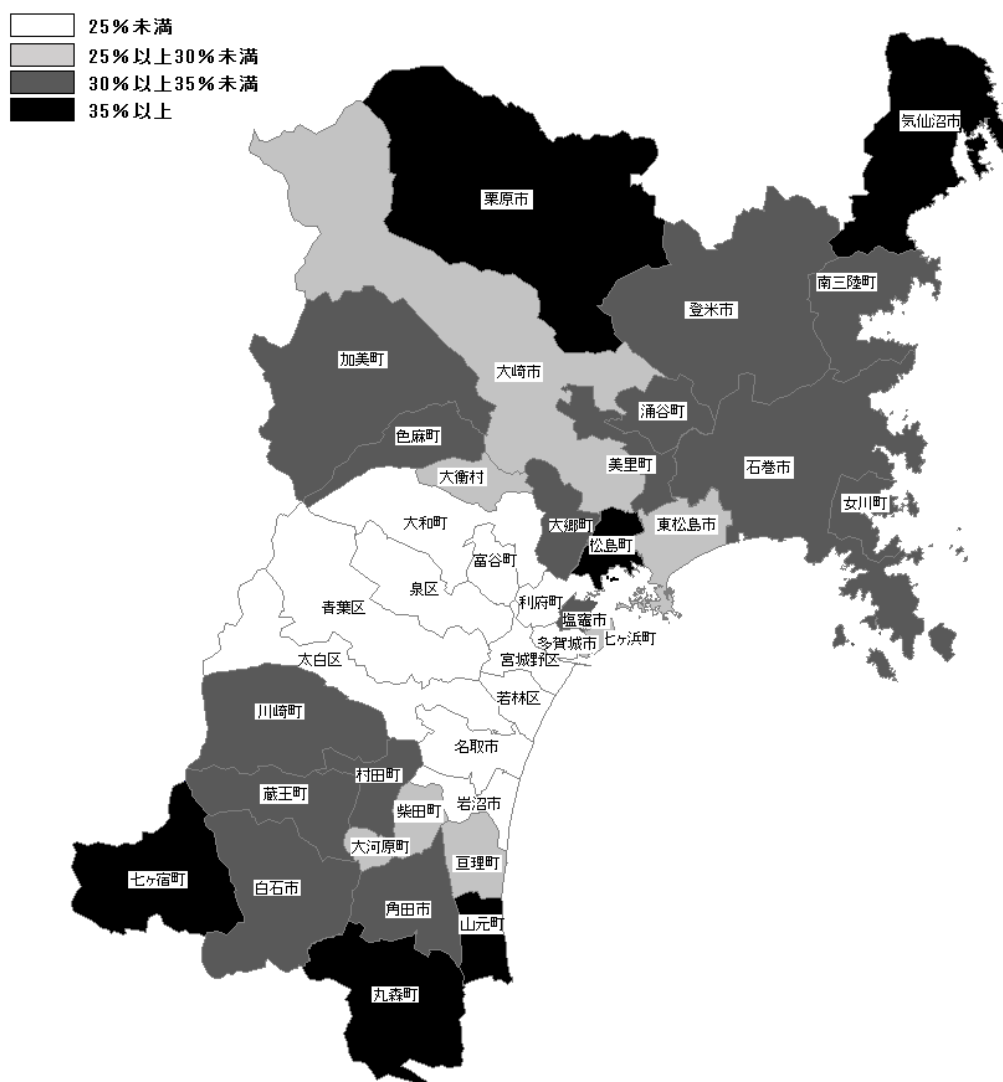 25%未満
25%以上30%未満
30%以上35%未満
35%以上
気仙沼市
栗原市
南三陸町
登米市
加美町
大崎市
涌谷町
色麻町
美里町
石巻市
大衡村
女川町
大和町
大郷町
東松島市
松島町
富谷町
泉区
利府町
青葉区
塩竈市
七ヶ浜町
多賀城市
太白区
宮城野区
若林区
川崎町
名取市
村田町
蔵王町
岩沼市
柴田町
大河原町
亘理町
七ヶ宿町
白石市
角田市
山元町
丸森町